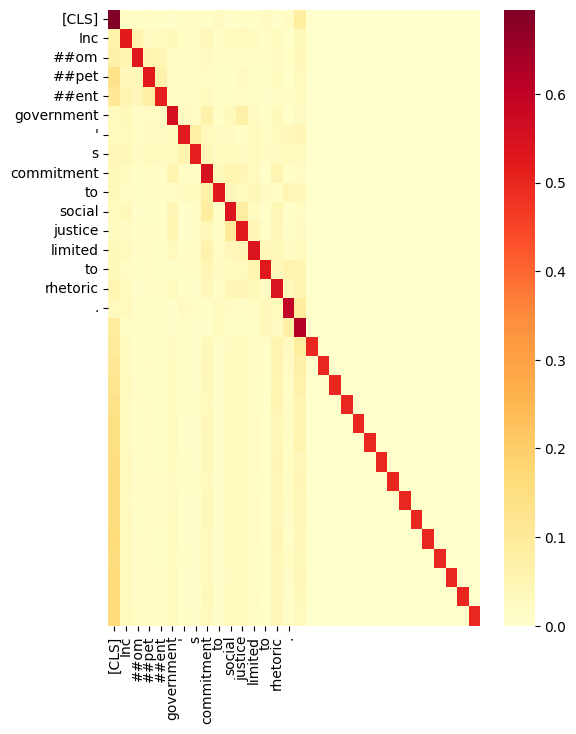 [CLS]
Inc
##om
##pet
##ent
government
'
s
commitment
to
social
justice
limited
to
rhetoric
.
0.6
0.5
0.4
0.3
0.2
0.1
0.0
[CLS]
Inc
##om
##pet
##ent
government
'
s
commitment
to
social
justice
limited
to
rhetoric
.